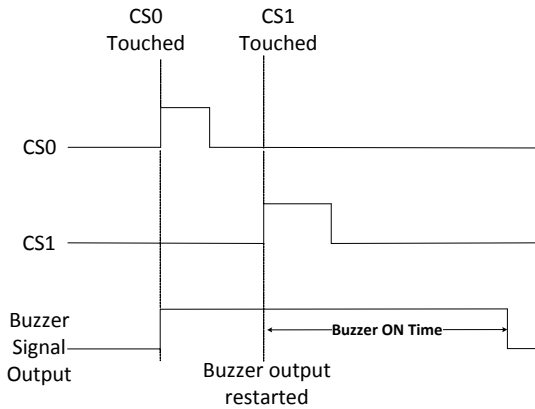 CS0
Touched
CS1
Touched
CS0
CS1
Buzzer
Signal
Output
Buzzer ON Time
Buzzer output
restarted